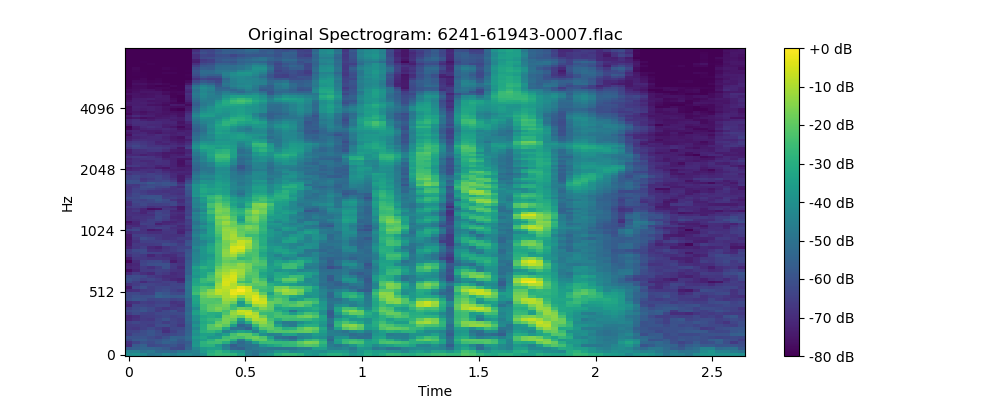 Original Spectrogram: 6241-61943-0007.flac
Hz
4096
2048
1024
512
0
0
0.5
1
1.5
2
2.5
Time
+0 dB
-10 dB
-20 dB
-30 dB
-40 dB
-50 dB
-60 dB
-70 dB
-80 dB